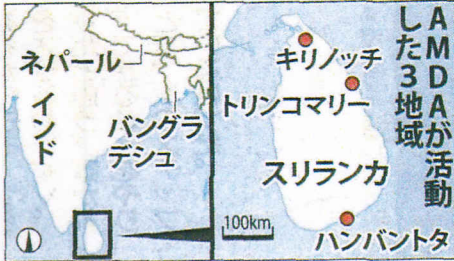 AMDAが活動
した3地域
ネパール
インド
バングラ
デシュ
キリノッチ
トリンコマリー
スリランカ
100km
ハンバントタ